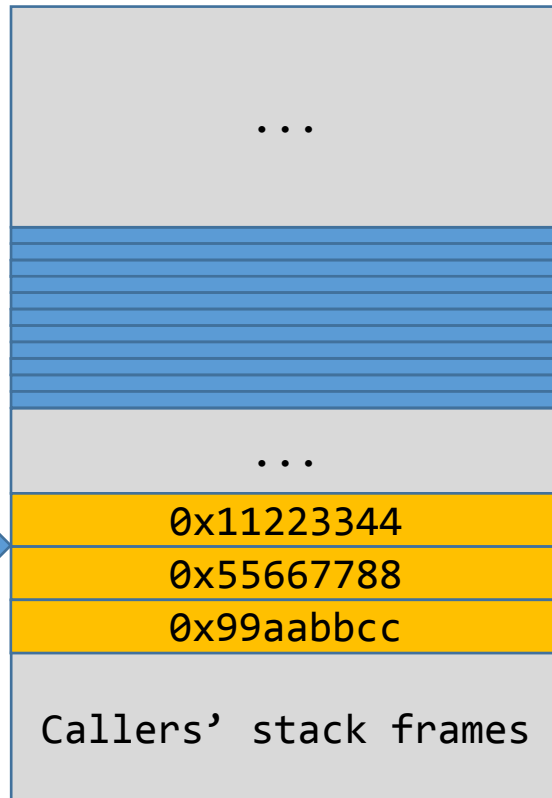 ...
...
0x11223344
0x55667788
0x99aabbcc
Callers’ stack frames